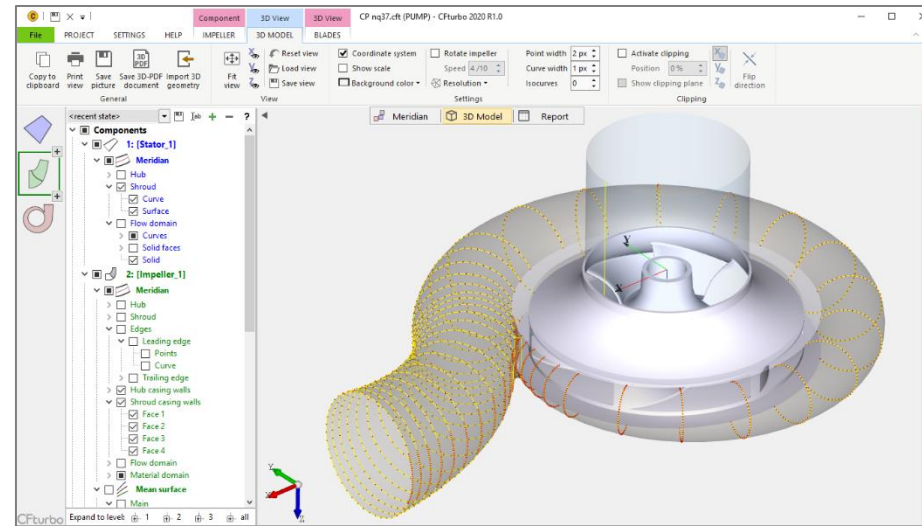 Component 3D View 3D View CP nq37.cft (PUMP) - CFturbo 2020 R1.0
File PROJECT SETTINGS HELP IMPELLER 3D MODEL BLADES
Copy to clipboard
Print view
Save picture
Save 3D-PDF document
Import 3D geometry
General
Fit view
Reset view
Load view
Save view
View
Coordinate system
Show scale
Background color
Rotate impeller
Speed 4/10
Resolution
Point width 2 px
Curve width 1 px
Isocurves 0
Settings
Activate clipping
Position 0%
Show clipping plane
Flip direction
Clipping
<recent state>
Meridian 3D Model Report
Components
1: [Stator_1]
Meridian
Hub
Shroud
Curve
Surface
Flow domain
Curves
Solid faces
Solid
2: [Impeller_1]
Meridian
Hub
Shroud
Edges
Leading edge
Points
Curve
Trailing edge
Hub casing walls
Shroud casing walls
Face 1
Face 2
Face 3
Face 4
Flow domain
Material domain
Mean surface
Main
CFturbo Expand to level: 1 2 3 all
Y
X
Y
X
Z